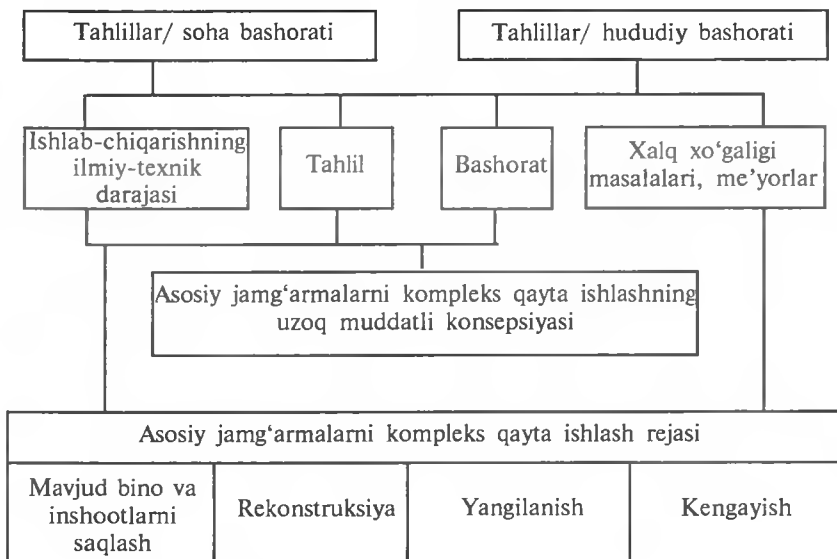 Tahlillar/ soha bashorati
Tahlillar/ hududiy bashorati
Ishlab-chiqarishning
ilmiy-texnik
darajasi
Tahlil
Bashorat
Xalq xo‘galigi
masalalari, me’yorlar
Asosiy jamg‘armalarni kompleks qayta ishlashning
uzoq muddatli konsepsiyasi
Asosiy jamg‘armalarni kompleks qayta ishlash rejasi
Mavjud bino va
inshootlarni
saqlash
Rekonstruksiya
Yangilanish
Kengayish